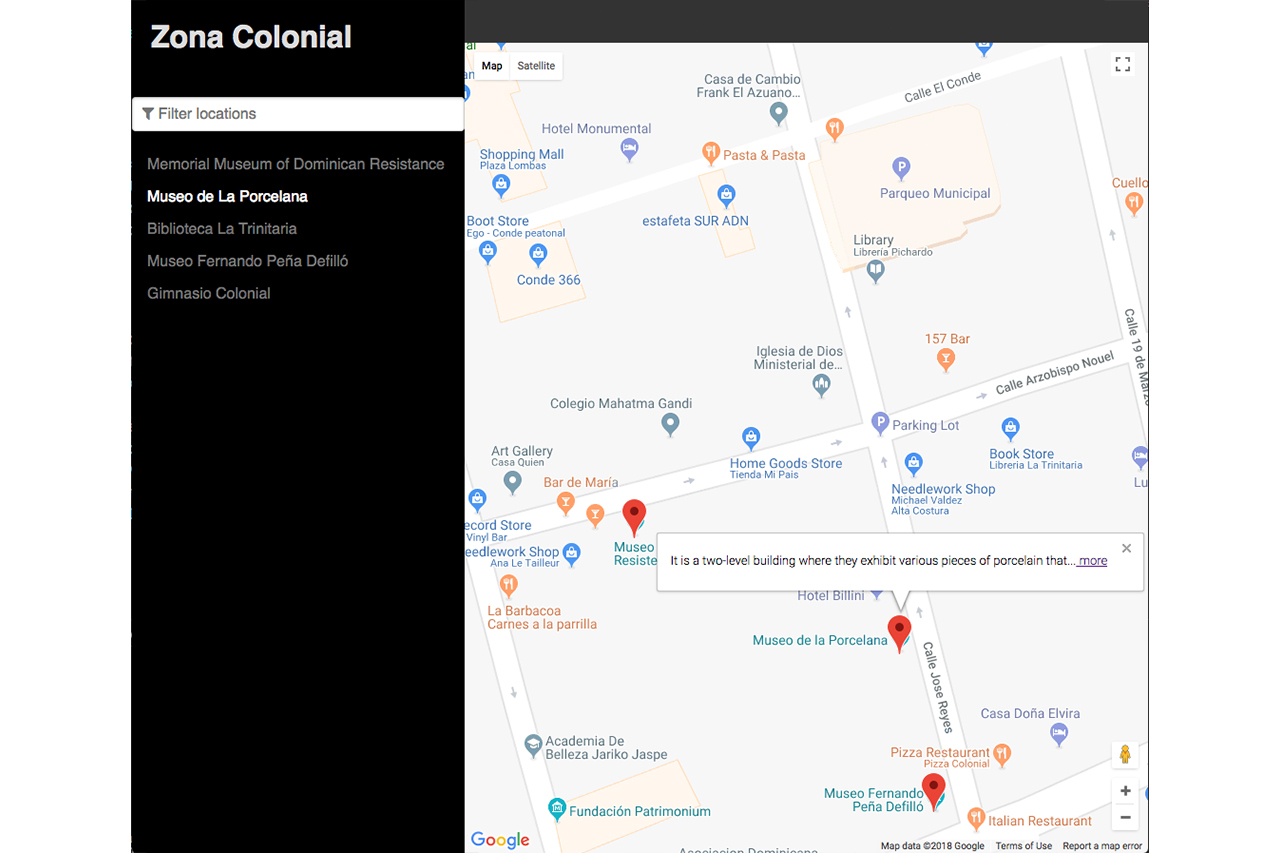 Zona Colonial
Filter locations
Memorial Museum of Dominican Resistance
Museo de La Porcelana
Biblioteca La Trinitaria
Museo Fernando Peña Defilló
Gimnasio Colonial
Map
Satellite
Casa de Cambio
Frank El Azuano...
Calle El Conde
Hotel Monumental
Shopping Mall
Plaza Lombas
Pasta & Pasta
Parqueo Municipal
Cuello
Boot Store
Ego - Conde peatonal
estafeta SUR ADN
Library
Librería Pichardo
Conde 366
Calle 19 de Marzo
157 Bar
Iglesia de Dios
Ministerial de...
Calle Arzobispo Nouel
Colegio Mahatma Gandi
Parking Lot
Art Gallery
Casa Quien
Home Goods Store
Tienda Mi Pais
Book Store
Libreria La Trinitaria
Bar de María
Needlework Shop
Michael Valdez
Alta Costura
Lu
ecord Store
Vinyl Bar
eedlework Shop
Ana Le Tailleur
Museo
Resiste
It is a two-level building where they exhibit various pieces of porcelain that... more
Hotel Billini
La Barbacoa
Carnes a la parrilla
Museo de la Porcelana
Calle Jose Reyes
Casa Doña Elvira
Academia De
Belleza Jariko Jaspe
Pizza Restaurant
Pizza Colonial
Museo Fernando
Peña Defilló
Fundación Patrimonium
Italian Restaurant
Google
Asociacion Dominicana
Map data ©2018 Google
Terms of Use
Report a map error